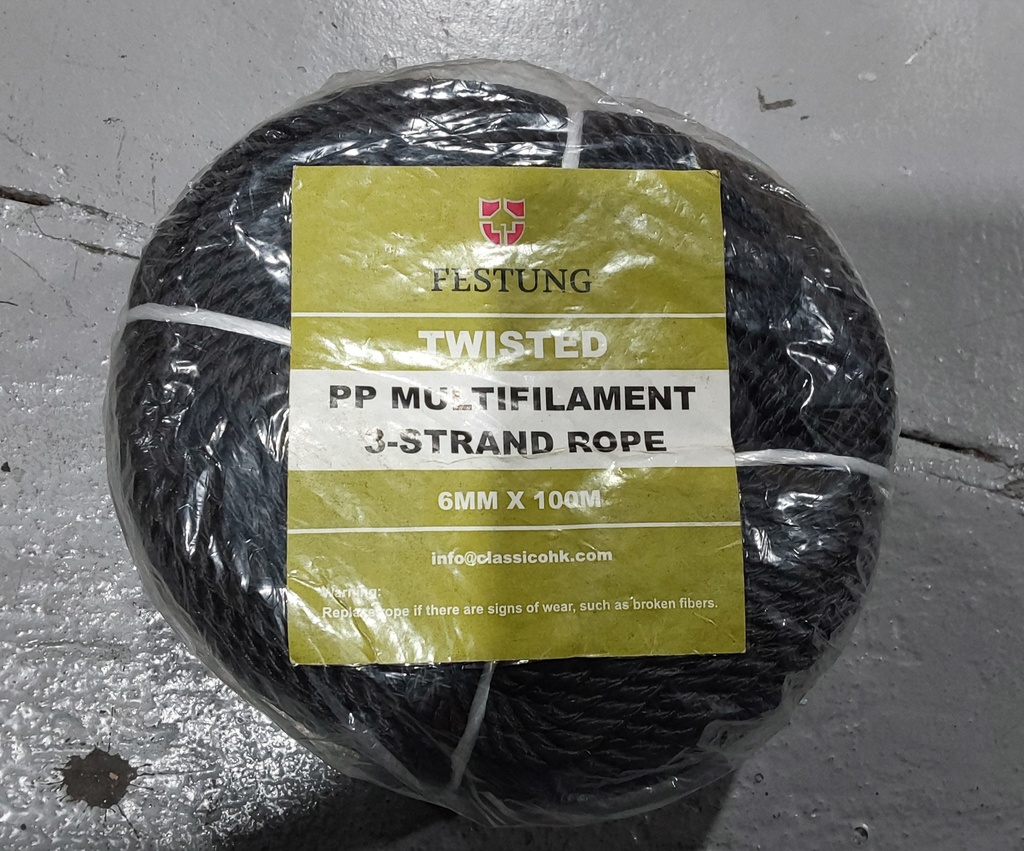 FESTUNG
TWISTED
PP MULTIFILAMENT
3-STRAND ROPE
6MM X 100M
info@classicohk.com
Warning:
Replace rope if there are signs of wear, such as broken fibers.